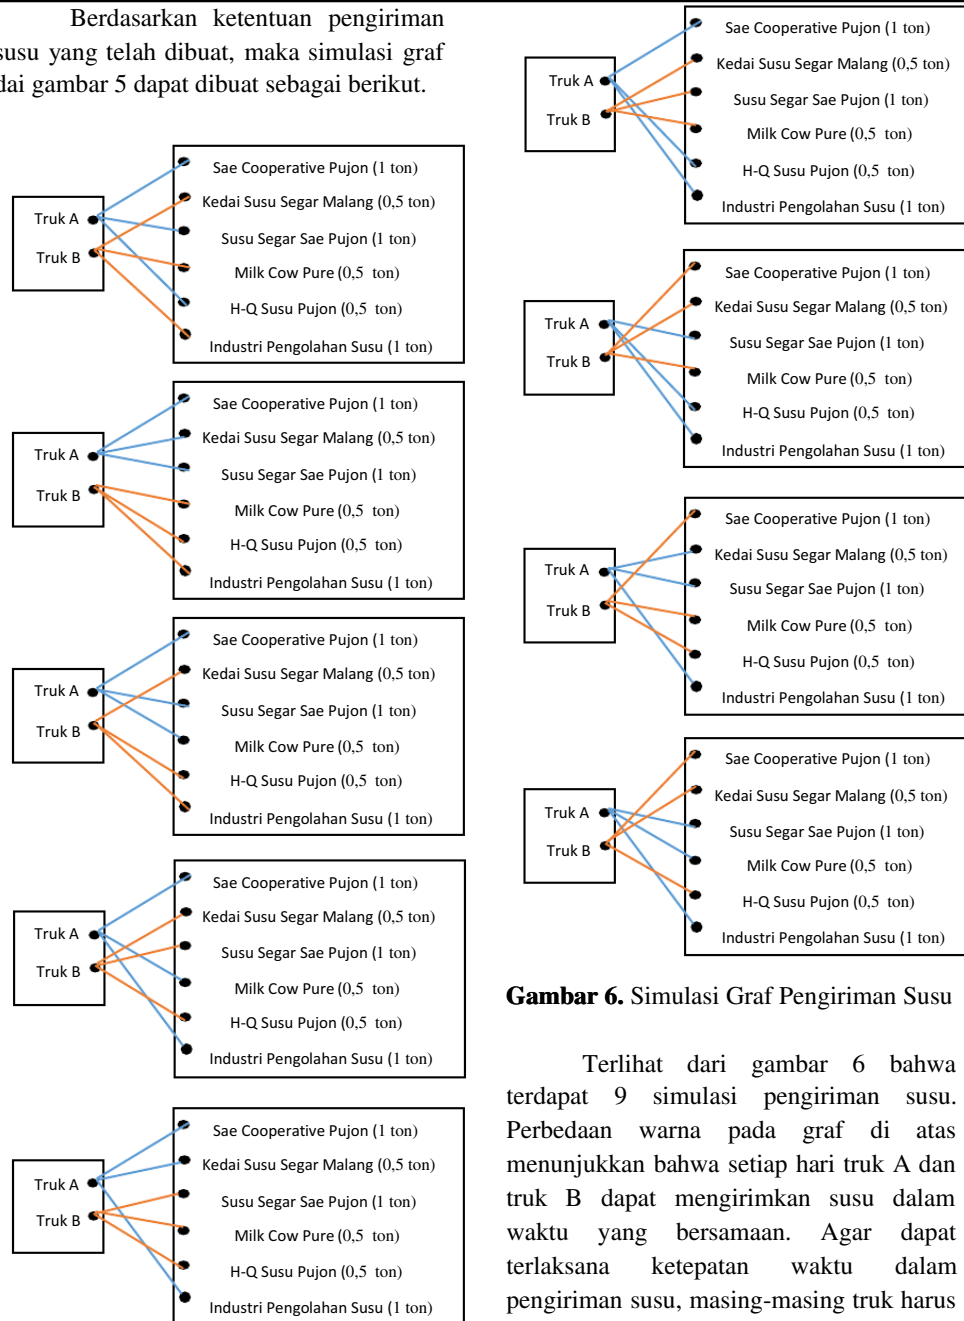 Berdasarkan ketentuan pengiriman
susu yang telah dibuat, maka simulasi graf
dai gambar 5 dapat dibuat sebagai berikut.
Sae Cooperative Pujon (1 ton)
Kedai Susu Segar Malang (0,5 ton)
Truk A
Susu Segar Sae Pujon (1 ton)
Truk B
Milk Cow Pure (0,5 ton)
H-Q Susu Pujon (0,5 ton)
Industri Pengolahan Susu (1 ton)
Sae Cooperative Pujon (1 ton)
Kedai Susu Segar Malang (0,5 ton)
Truk A
Susu Segar Sae Pujon (1 ton)
Truk B
Milk Cow Pure (0,5 ton)
H-Q Susu Pujon (0,5 ton)
Industri Pengolahan Susu (1 ton)
Sae Cooperative Pujon (1 ton)
Kedai Susu Segar Malang (0,5 ton)
Truk A
Susu Segar Sae Pujon (1 ton)
Truk B
Milk Cow Pure (0,5 ton)
H-Q Susu Pujon (0,5 ton)
Industri Pengolahan Susu (1 ton)
Sae Cooperative Pujon (1 ton)
Kedai Susu Segar Malang (0,5 ton)
Truk A
Susu Segar Sae Pujon (1 ton)
Truk B
Milk Cow Pure (0,5 ton)
H-Q Susu Pujon (0,5 ton)
Industri Pengolahan Susu (1 ton)
Sae Cooperative Pujon (1 ton)
Kedai Susu Segar Malang (0,5 ton)
Truk A
Susu Segar Sae Pujon (1 ton)
Truk B
Milk Cow Pure (0,5 ton)
H-Q Susu Pujon (0,5 ton)
Industri Pengolahan Susu (1 ton)
Sae Cooperative Pujon (1 ton)
Kedai Susu Segar Malang (0,5 ton)
Truk A
Susu Segar Sae Pujon (1 ton)
Truk B
Milk Cow Pure (0,5 ton)
H-Q Susu Pujon (0,5 ton)
Industri Pengolahan Susu (1 ton)
Sae Cooperative Pujon (1 ton)
Kedai Susu Segar Malang (0,5 ton)
Truk A
Susu Segar Sae Pujon (1 ton)
Truk B
Milk Cow Pure (0,5 ton)
H-Q Susu Pujon (0,5 ton)
Industri Pengolahan Susu (1 ton)
Sae Cooperative Pujon (1 ton)
Kedai Susu Segar Malang (0,5 ton)
Truk A
Susu Segar Sae Pujon (1 ton)
Truk B
Milk Cow Pure (0,5 ton)
H-Q Susu Pujon (0,5 ton)
Industri Pengolahan Susu (1 ton)
Sae Cooperative Pujon (1 ton)
Kedai Susu Segar Malang (0,5 ton)
Truk A
Susu Segar Sae Pujon (1 ton)
Truk B
Milk Cow Pure (0,5 ton)
H-Q Susu Pujon (0,5 ton)
Industri Pengolahan Susu (1 ton)
Gambar 6. Simulasi Graf Pengiriman Susu
Terlihat dari gambar 6 bahwa
terdapat 9 simulasi pengiriman susu.
Perbedaan warna pada graf di atas
menunjukkan bahwa setiap hari truk A dan
truk B dapat mengirimkan susu dalam
waktu yang bersamaan. Agar dapat
terlaksana ketepatan waktu dalam
pengiriman susu, masing-masing truk harus